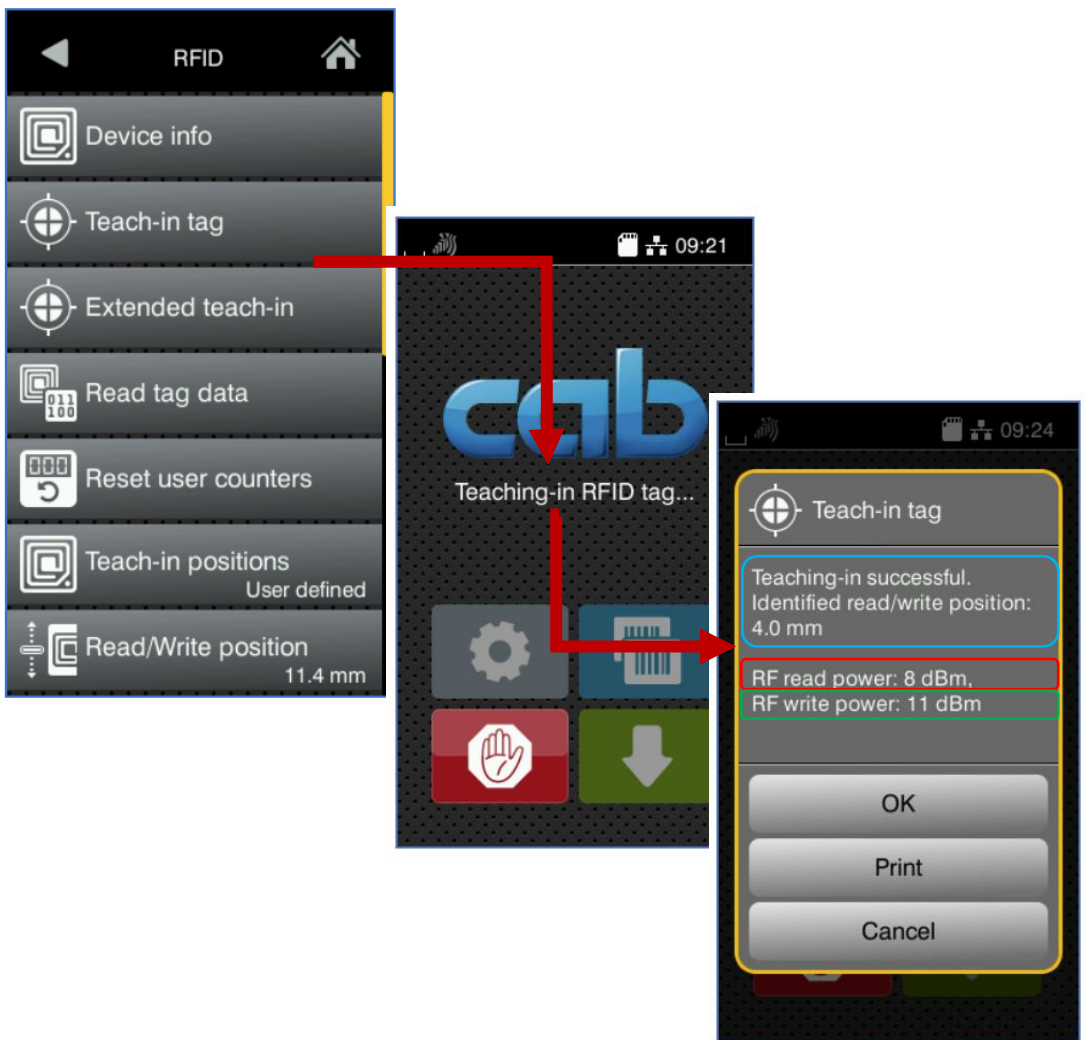 RFID
Device info
Teach-in tag
Extended teach-in
011
100
Read tag data
Reset user counters
Teach-in positions
User defined
Read/Write position
11.4 mm
09:21
cab
Teaching-in RFID tag...
09:24
Teach-in tag
Teaching-in successful.
Identified read/write position:
4.0 mm
RF read power: 8 dBm,
RF write power: 11 dBm
OK
Print
Cancel